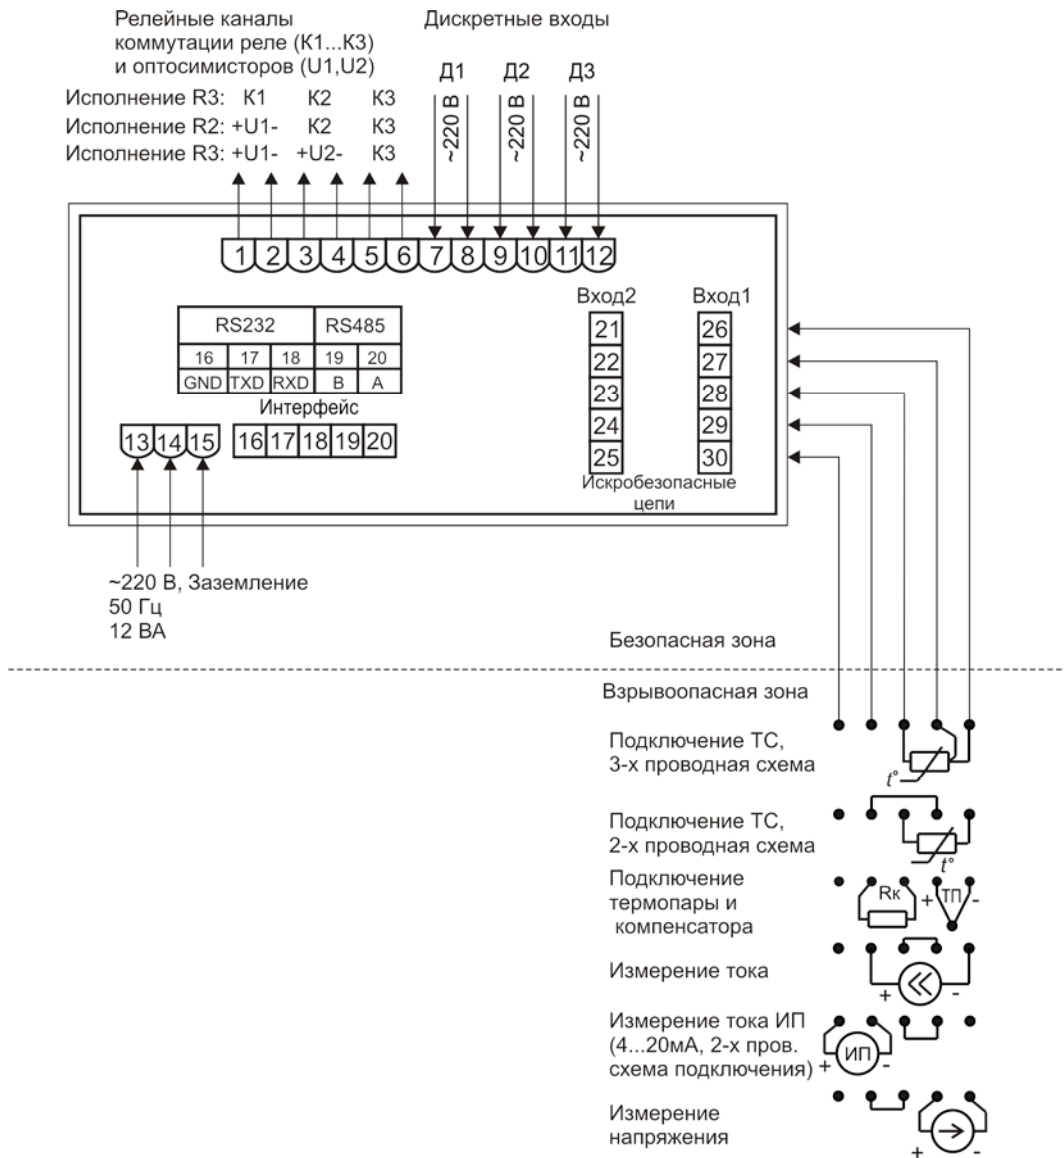 Релейные каналы
коммутации реле (К1...К3)
и оптосимисторов (U1,U2)
Дискретные входы
Исполнение R3: К1 К2 К3
Исполнение R2: +U1- К2 К3
Исполнение R3: +U1- +U2- К3
Д1 Д2 Д3
~220 В ~220 В ~220 В
1 2 3 4 5 6 7 8 9 10 11 12
RS232 RS485
16 17 18 19 20
GND TXD RXD B A
Интерфейс
13 14 15
16 17 18 19 20
Вход2 Вход1
21 26
22 27
23 28
24 29
25 30
Искробезопасные
цепи
~220 В, Заземление
50 Гц
12 ВА
Безопасная зона
Взрывоопасная зона
Подключение ТС,
3-х проводная схема
t°
Подключение ТС,
2-х проводная схема
t°
Подключение
термопары и
компенсатора
Rк + ТП -
Измерение тока
+ -
Измерение тока ИП
(4...20мА, 2-х пров.
схема подключения)
+ ИП -
Измерение
напряжения
+ -